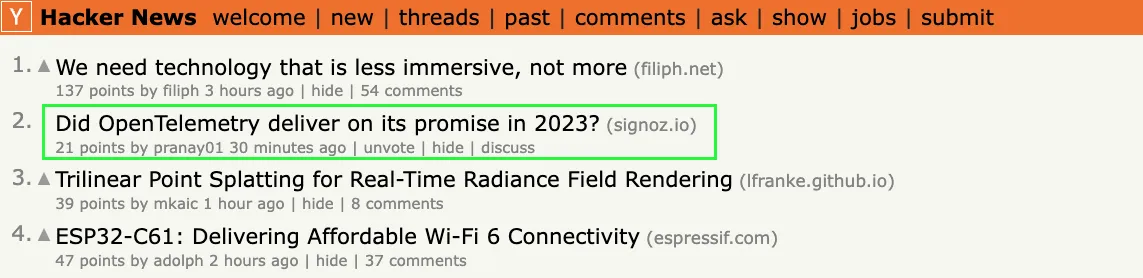 Y Hacker News welcome | new | threads | past | comments | ask | show | jobs | submit
1. We need technology that is less immersive, not more (filiph.net)
137 points by filiph 3 hours ago | hide | 54 comments
2. Did OpenTelemetry deliver on its promise in 2023? (signoz.io)
21 points by pranay01 30 minutes ago | unvote | hide | discuss
3. Trilinear Point Splatting for Real-Time Radiance Field Rendering (lfranke.github.io)
39 points by mkaic 1 hour ago | hide | 8 comments
4. ESP32-C61: Delivering Affordable Wi-Fi 6 Connectivity (espressif.com)
47 points by adolph 2 hours ago | hide | 37 comments